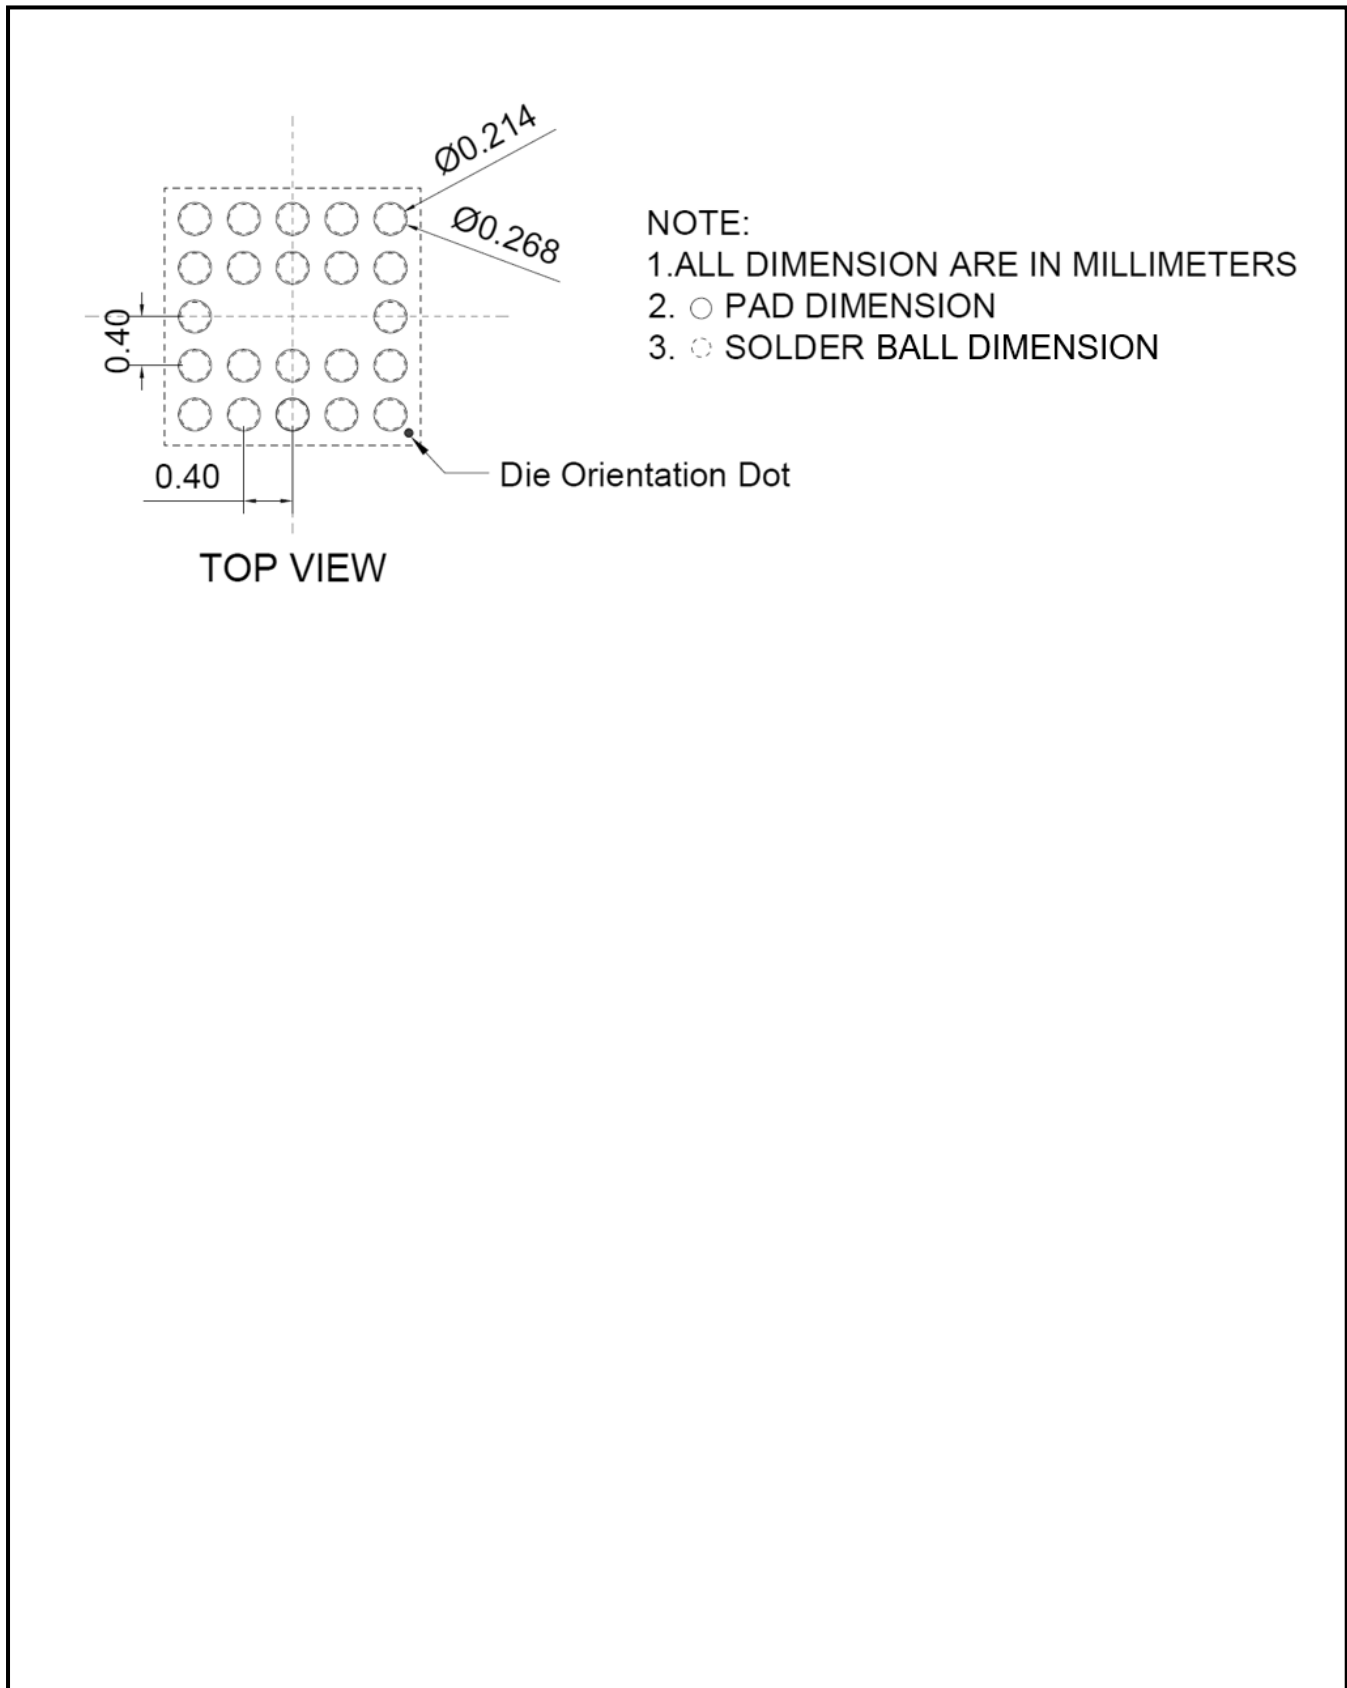 Ø0.214
Ø0.268
NOTE:
1.ALL DIMENSION ARE IN MILLIMETERS
2. ○ PAD DIMENSION
3. ◌ SOLDER BALL DIMENSION
0.40
0.40
Die Orientation Dot
TOP VIEW